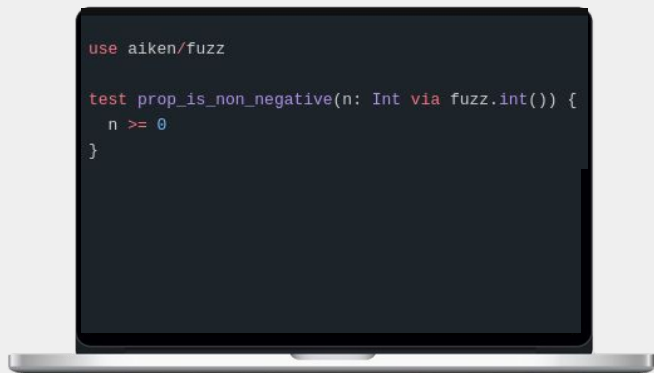 use aiken/fuzz
test prop_is_non_negative(n: Int via fuzz.int()) {
n >= 0
}